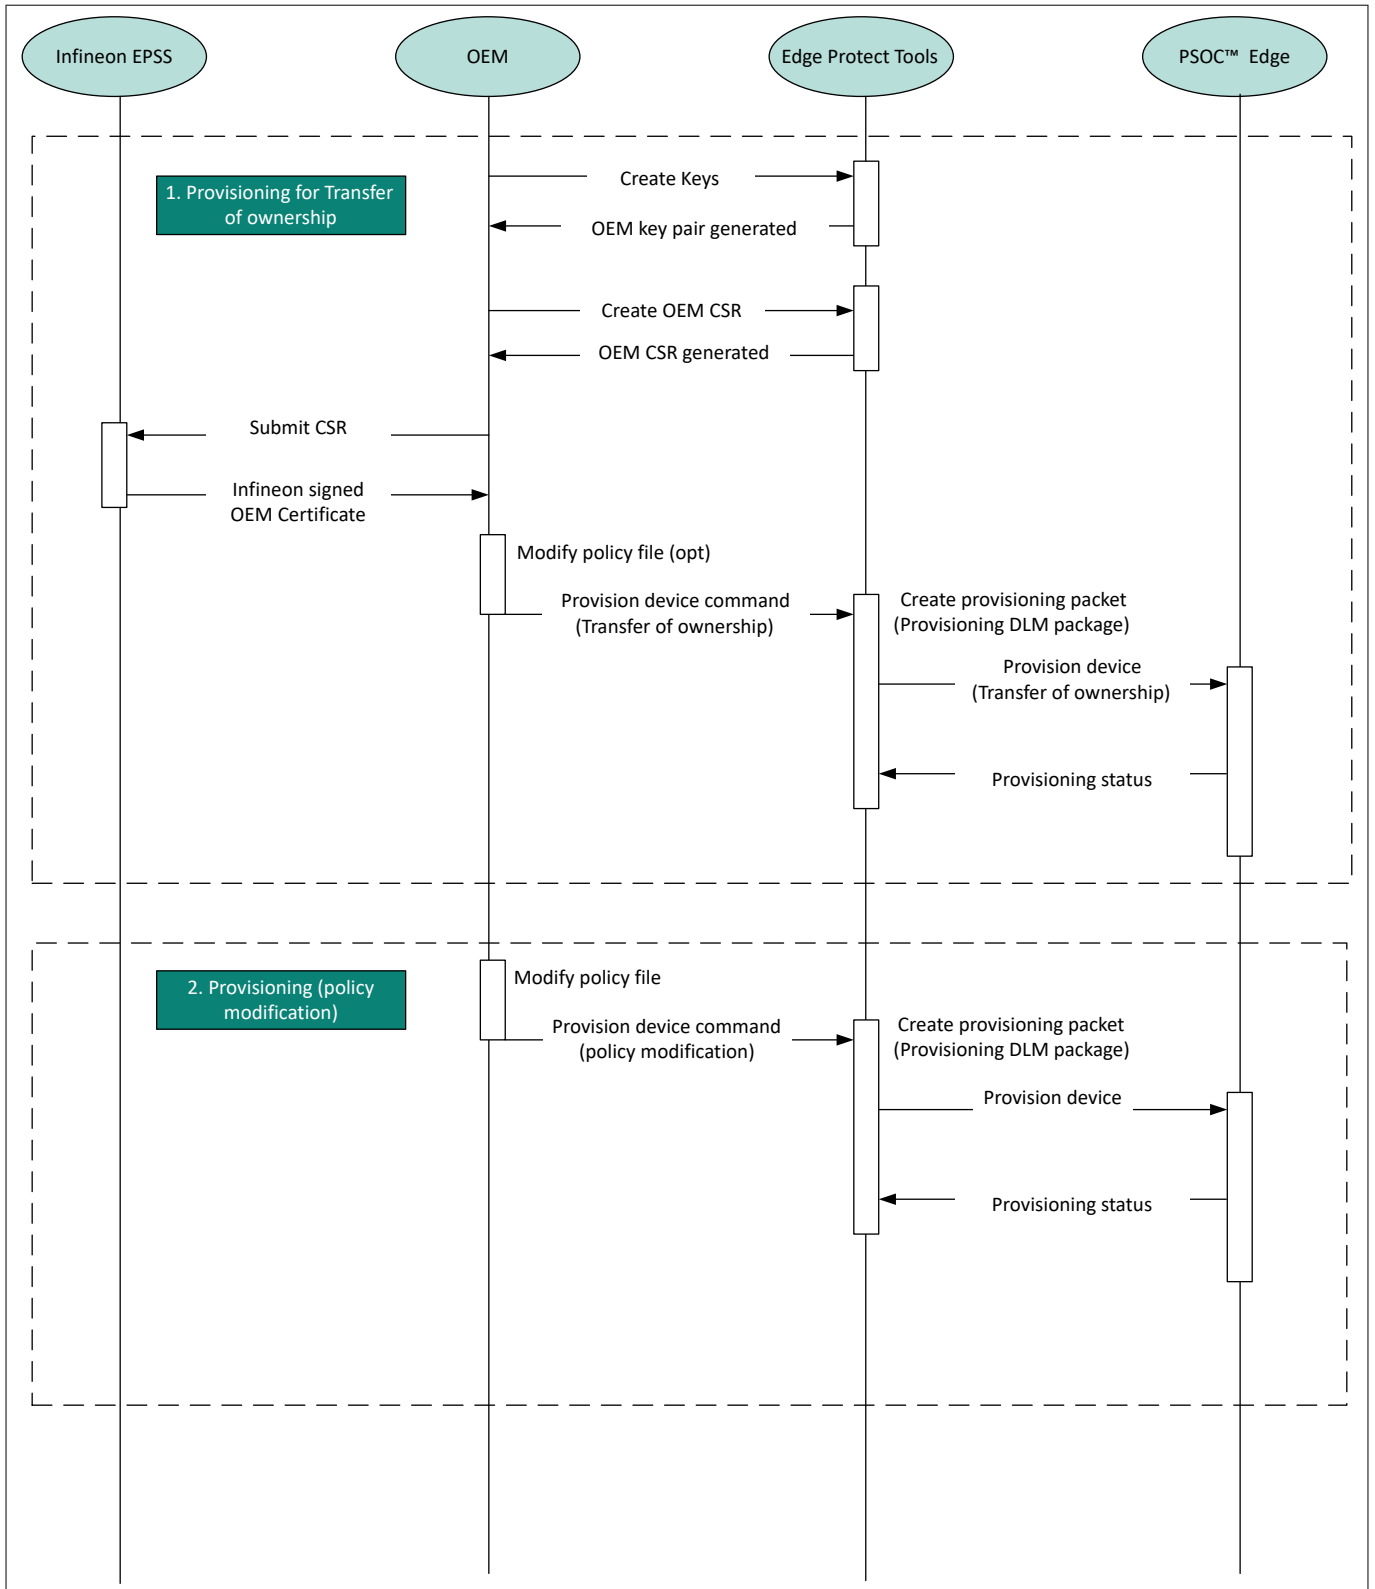 Infineon EPSS
OEM
Edge Protect Tools
PSOC™ Edge
1. Provisioning for Transfer
of ownership
Create Keys
OEM key pair generated
Create OEM CSR
OEM CSR generated
Submit CSR
Infineon signed
OEM Certificate
Modify policy file (opt)
Provision device command
(Transfer of ownership)
Create provisioning packet
(Provisioning DLM package)
Provision device
(Transfer of ownership)
Provisioning status
2. Provisioning (policy
modification)
Modify policy file
Provision device command
(policy modification)
Create provisioning packet
(Provisioning DLM package)
Provision device
Provisioning status